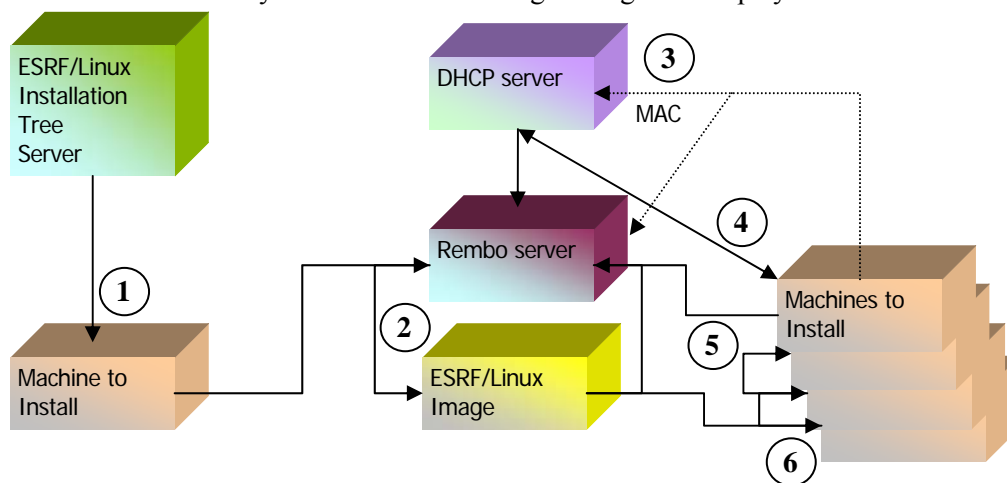 ESRF/Linux
Installation
Tree
Server
DHCP server
3
MAC
4
Rembo server
1
2
Machines to
Install
5
Machine to
Install
ESRF/Linux
Image
6